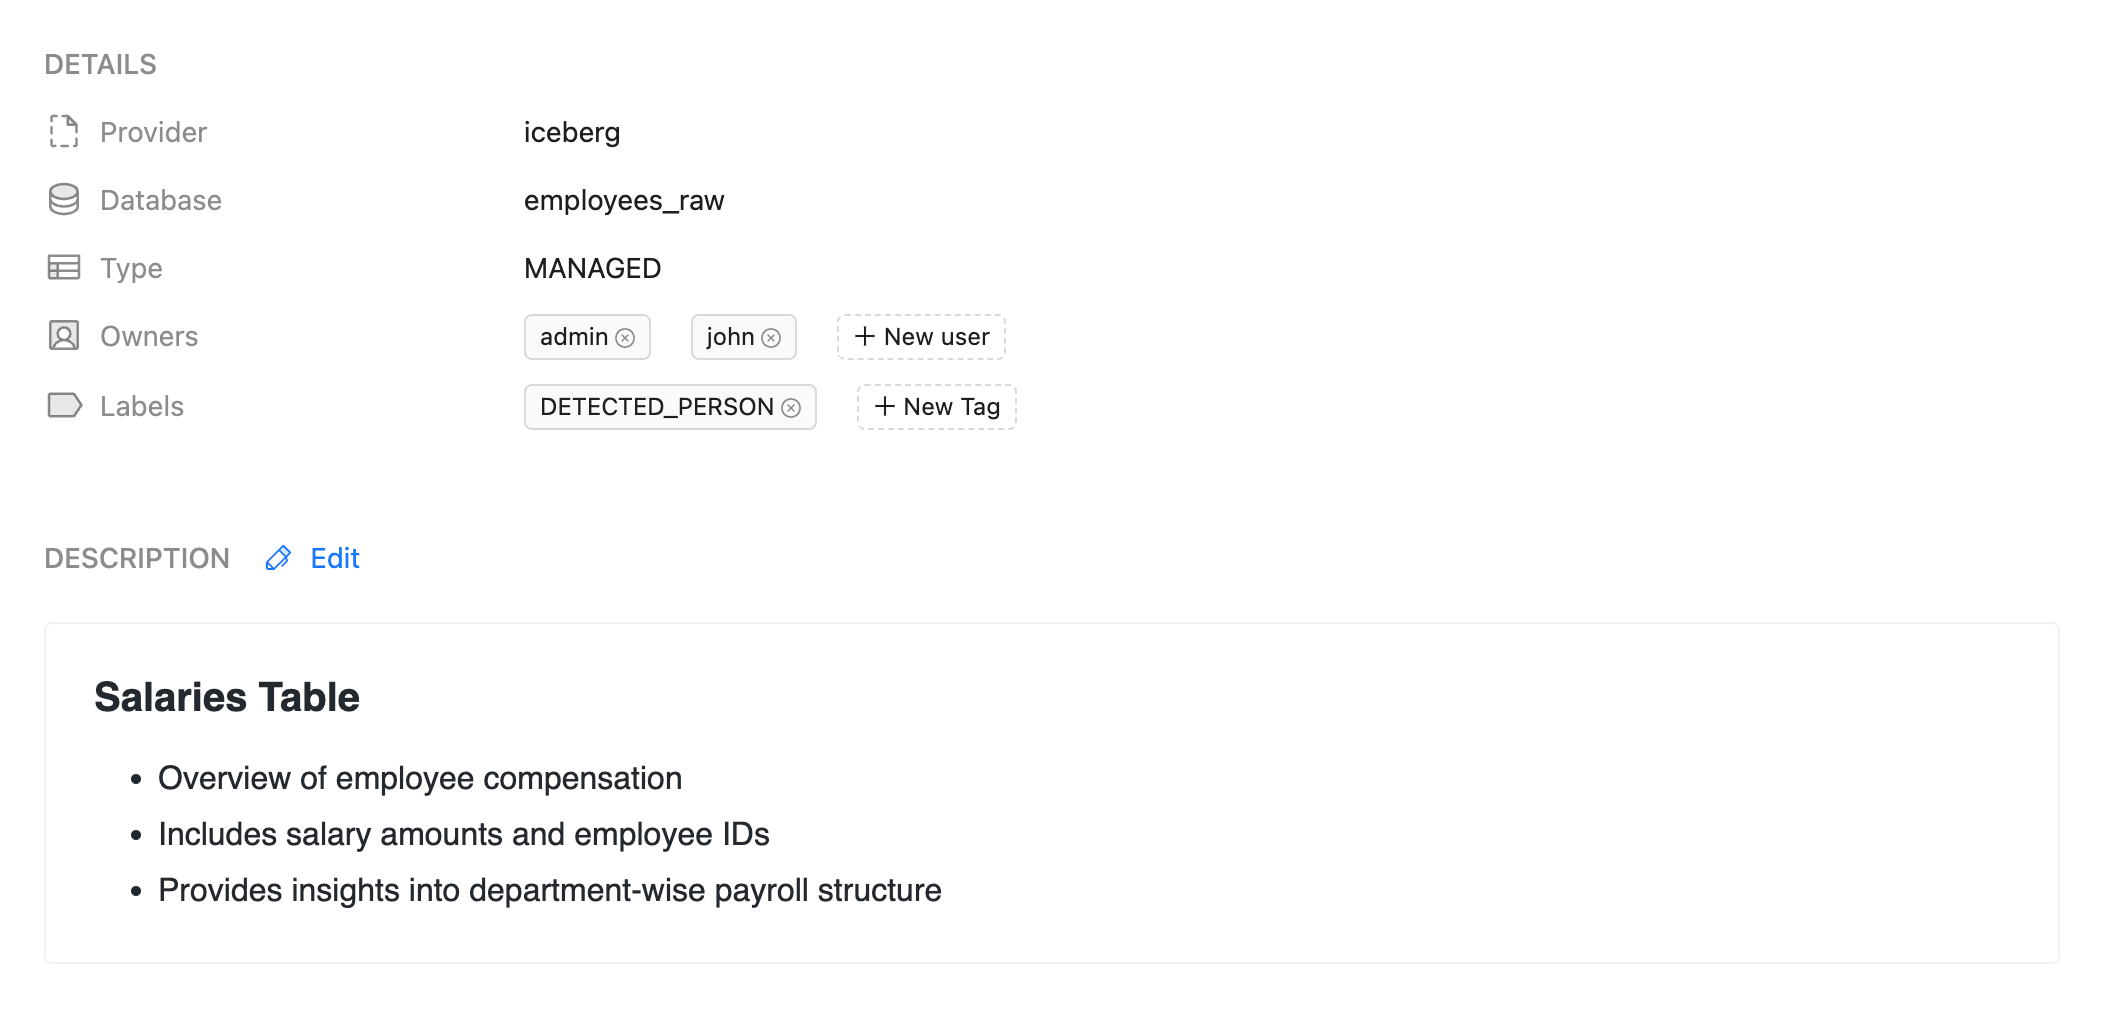 DETAILS
Provider iceberg
Database employees_raw
Type MANAGED
Owners admin john + New user
Labels DETECTED_PERSON + New Tag
DESCRIPTION Edit
Salaries Table
• Overview of employee compensation
• Includes salary amounts and employee IDs
• Provides insights into department-wise payroll structure